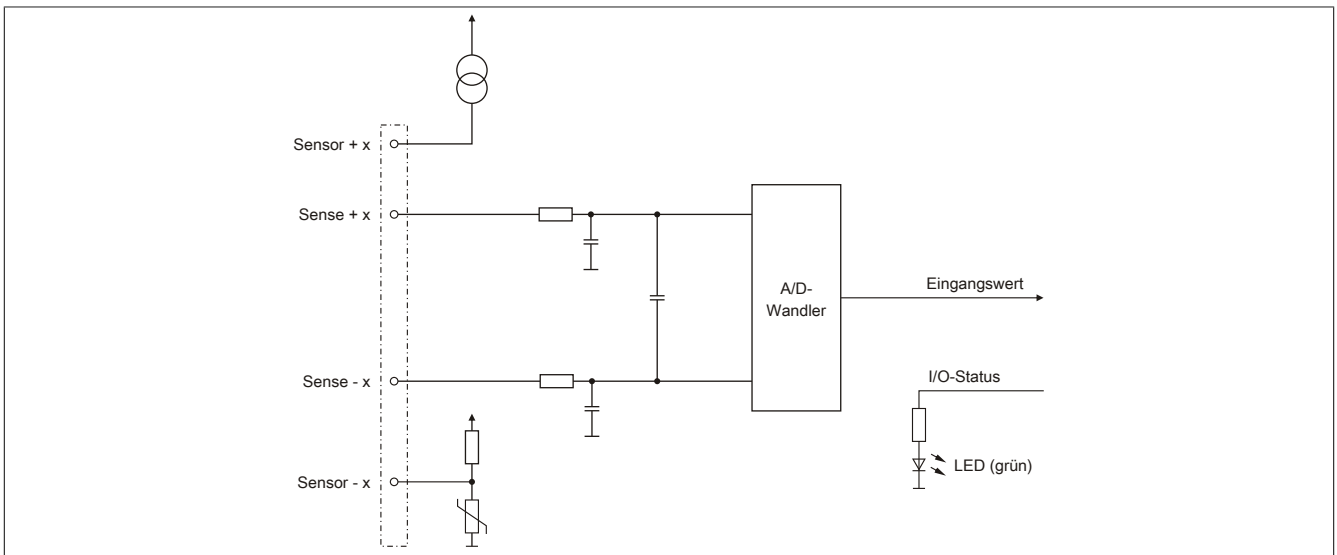 Sensor + x
Sense + x
A/D-
Wandler
Eingangswert
Sense - x
I/O-Status
LED (grün)
Sensor - x